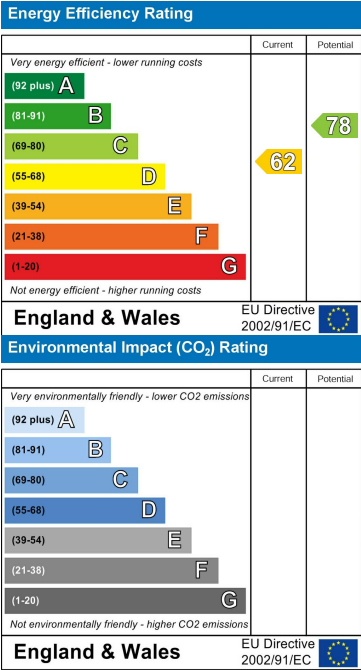 Energy Efficiency Rating
Current Potential
Very energy efficient - lower running costs
(92 plus) A
(81-91) B
(69-80) C
(55-68) D
(39-54) E
(21-38) F
(1-20) G
62
78
Not energy efficient - higher running costs
England & Wales
EU Directive
2002/91/EC
Environmental Impact (CO₂) Rating
Current Potential
Very environmentally friendly - lower CO2 emissions
(92 plus) A
(81-91) B
(69-80) C
(55-68) D
(39-54) E
(21-38) F
(1-20) G
Not environmentally friendly - higher CO2 emissions
England & Wales
EU Directive
2002/91/EC